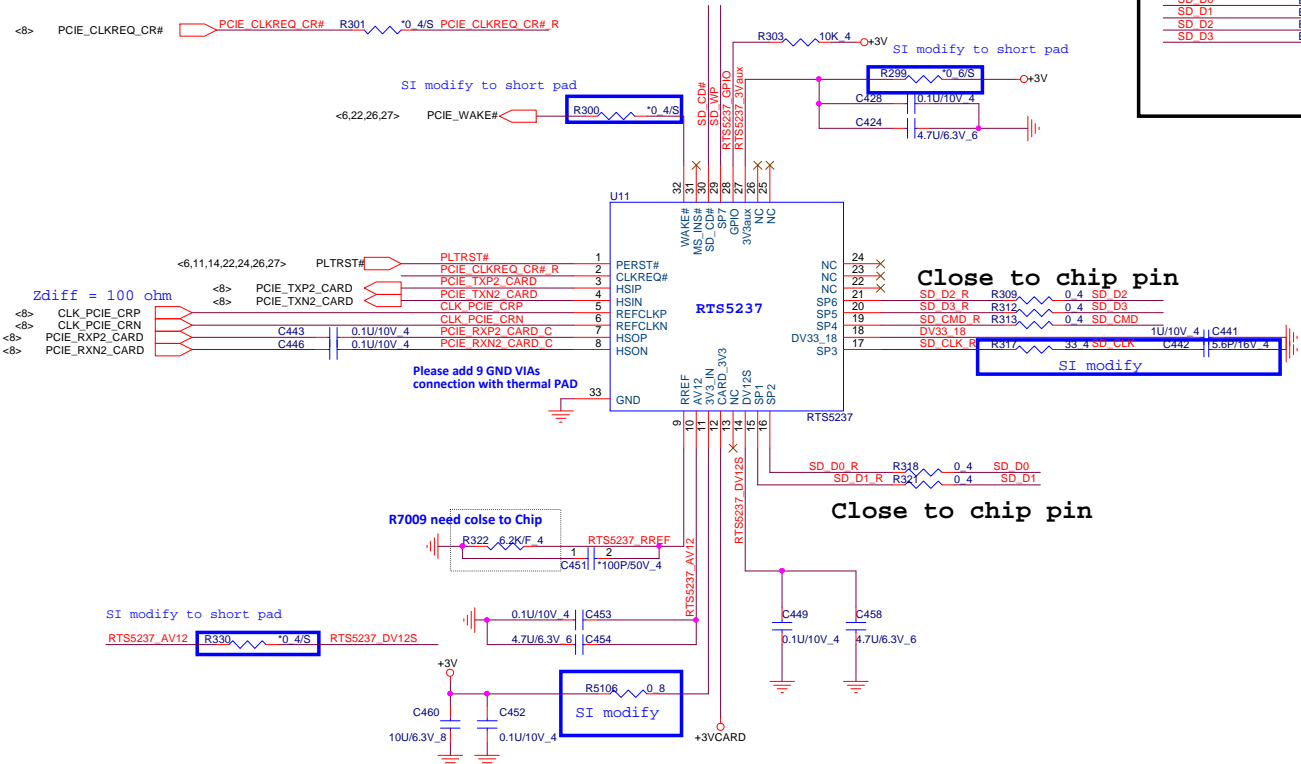 SD_D0
SD_D1
SD_D2
SD_D3
<8> PCIE_CLKREQ_CR# PCIE_CLKREQ_CR# R301 *0_4/S PCIE_CLKREQ_CR#_R
R303 10K_4 +3V
SI modify to short pad
R299 *0_6/S +3V
C428 0.1U/10V_4
C424 4.7U/6.3V_6
SI modify to short pad
<6,22,26,27> PCIE_WAKE# R300 *0_4/S
SD_CD#
SD_WP
RTS5237_GPIO
RTS5237_3Vaux
32 31 30 29 28 27 26 25
U11
WAKE#
MS_INS#
SD_CD#
SP7
GPIO
3V3aux
NC
NC
<6,11,14,22,24,26,27> PLTRST# PLTRST# 1 PERST#
PCIE_CLKREQ_CR#_R 2 CLKREQ#
<8> PCIE_TXP2_CARD PCIE_TXP2_CARD 3 HSIP
<8> PCIE_TXN2_CARD PCIE_TXN2_CARD 4 HSIN
Zdiff = 100 ohm
<8> CLK_PCIE_CRP CLK_PCIE_CRP 5 REFCLKP
<8> CLK_PCIE_CRN CLK_PCIE_CRN 6 REFCLKN
<8> PCIE_RXP2_CARD C443 0.1U/10V_4 PCIE_RXP2_CARD_C 7 HSOP
<8> PCIE_RXN2_CARD C446 0.1U/10V_4 PCIE_RXN2_CARD_C 8 HSON
RTS5237
NC 24
NC 23
NC 22
Close to chip pin
SP6 21 SD_D2_R R309 0_4 SD_D2
SP5 20 SD_D3_R R312 0_4 SD_D3
SP4 19 SD_CMD_R R313 0_4 SD_CMD
DV33_18 18 DV33_18 1U/10V_4 C441
SP3 17 SD_CLK_R R317 33_4 SD_CLK C442 5.6P/16V_4
SI modify
Please add 9 GND VIAs
connection with thermal PAD
33 GND
RREF
AV12
3V3_IN
CARD_3V3
NC
DV12S
SP1
SP2
RTS5237
9 10 11 12 13 14 15 16
SD_D0_R R318 0_4 SD_D0
SD_D1_R R321 0_4 SD_D1
Close to chip pin
RTS5237_DV12S
R7009 need colse to Chip
R322 6.2K/F_4 RTS5237_RREF
1 2
C451 *100P/50V_4
RTS5237_AV12
SI modify to short pad
RTS5237_AV12 R330 *0_4/S RTS5237_DV12S
0.1U/10V_4 C453
4.7U/6.3V_6 C454
C449 C458
0.1U/10V_4 4.7U/6.3V_6
+3V
R5106 0_8
SI modify
C460 C452
10U/6.3V_8 0.1U/10V_4
+3VCARD